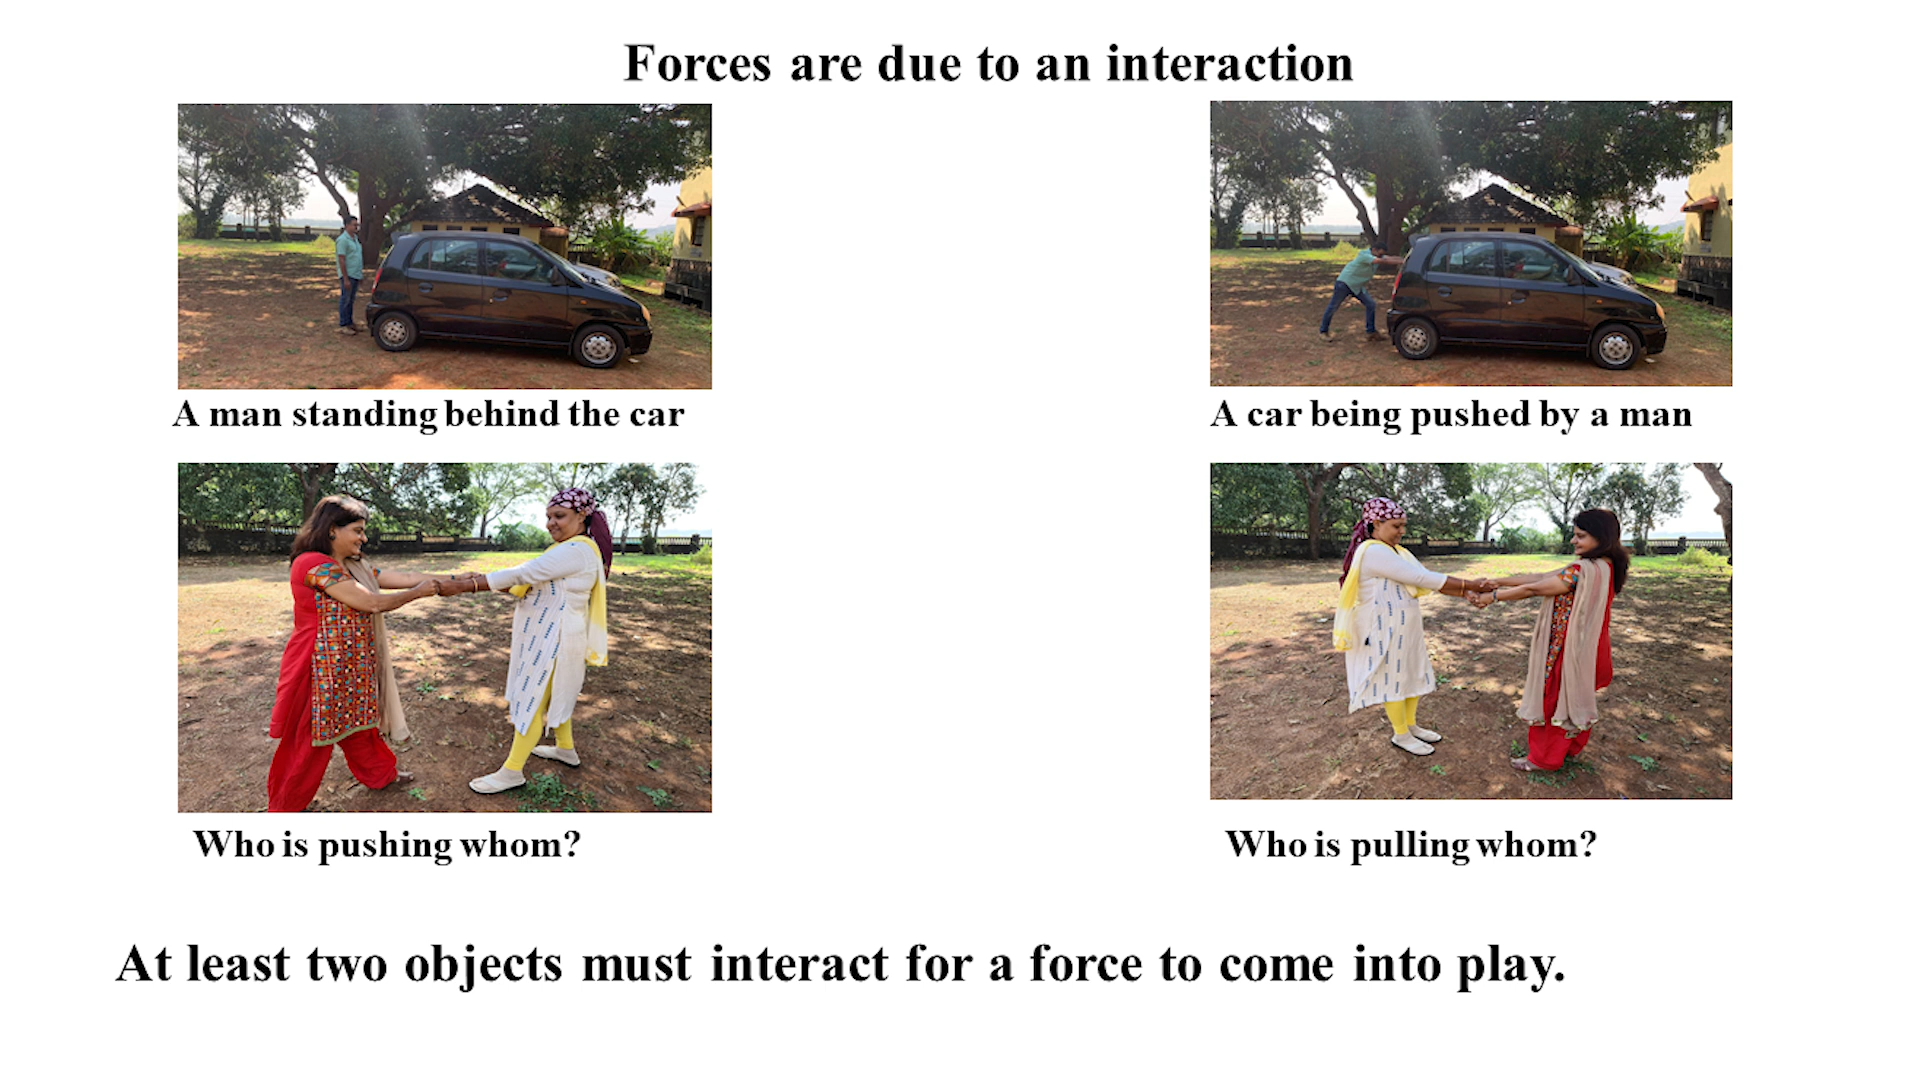 Forces are due to an interaction
A man standing behind the car
A car being pushed by a man
Who is pushing whom?
Who is pulling whom?
At least two objects must interact for a force to come into play.